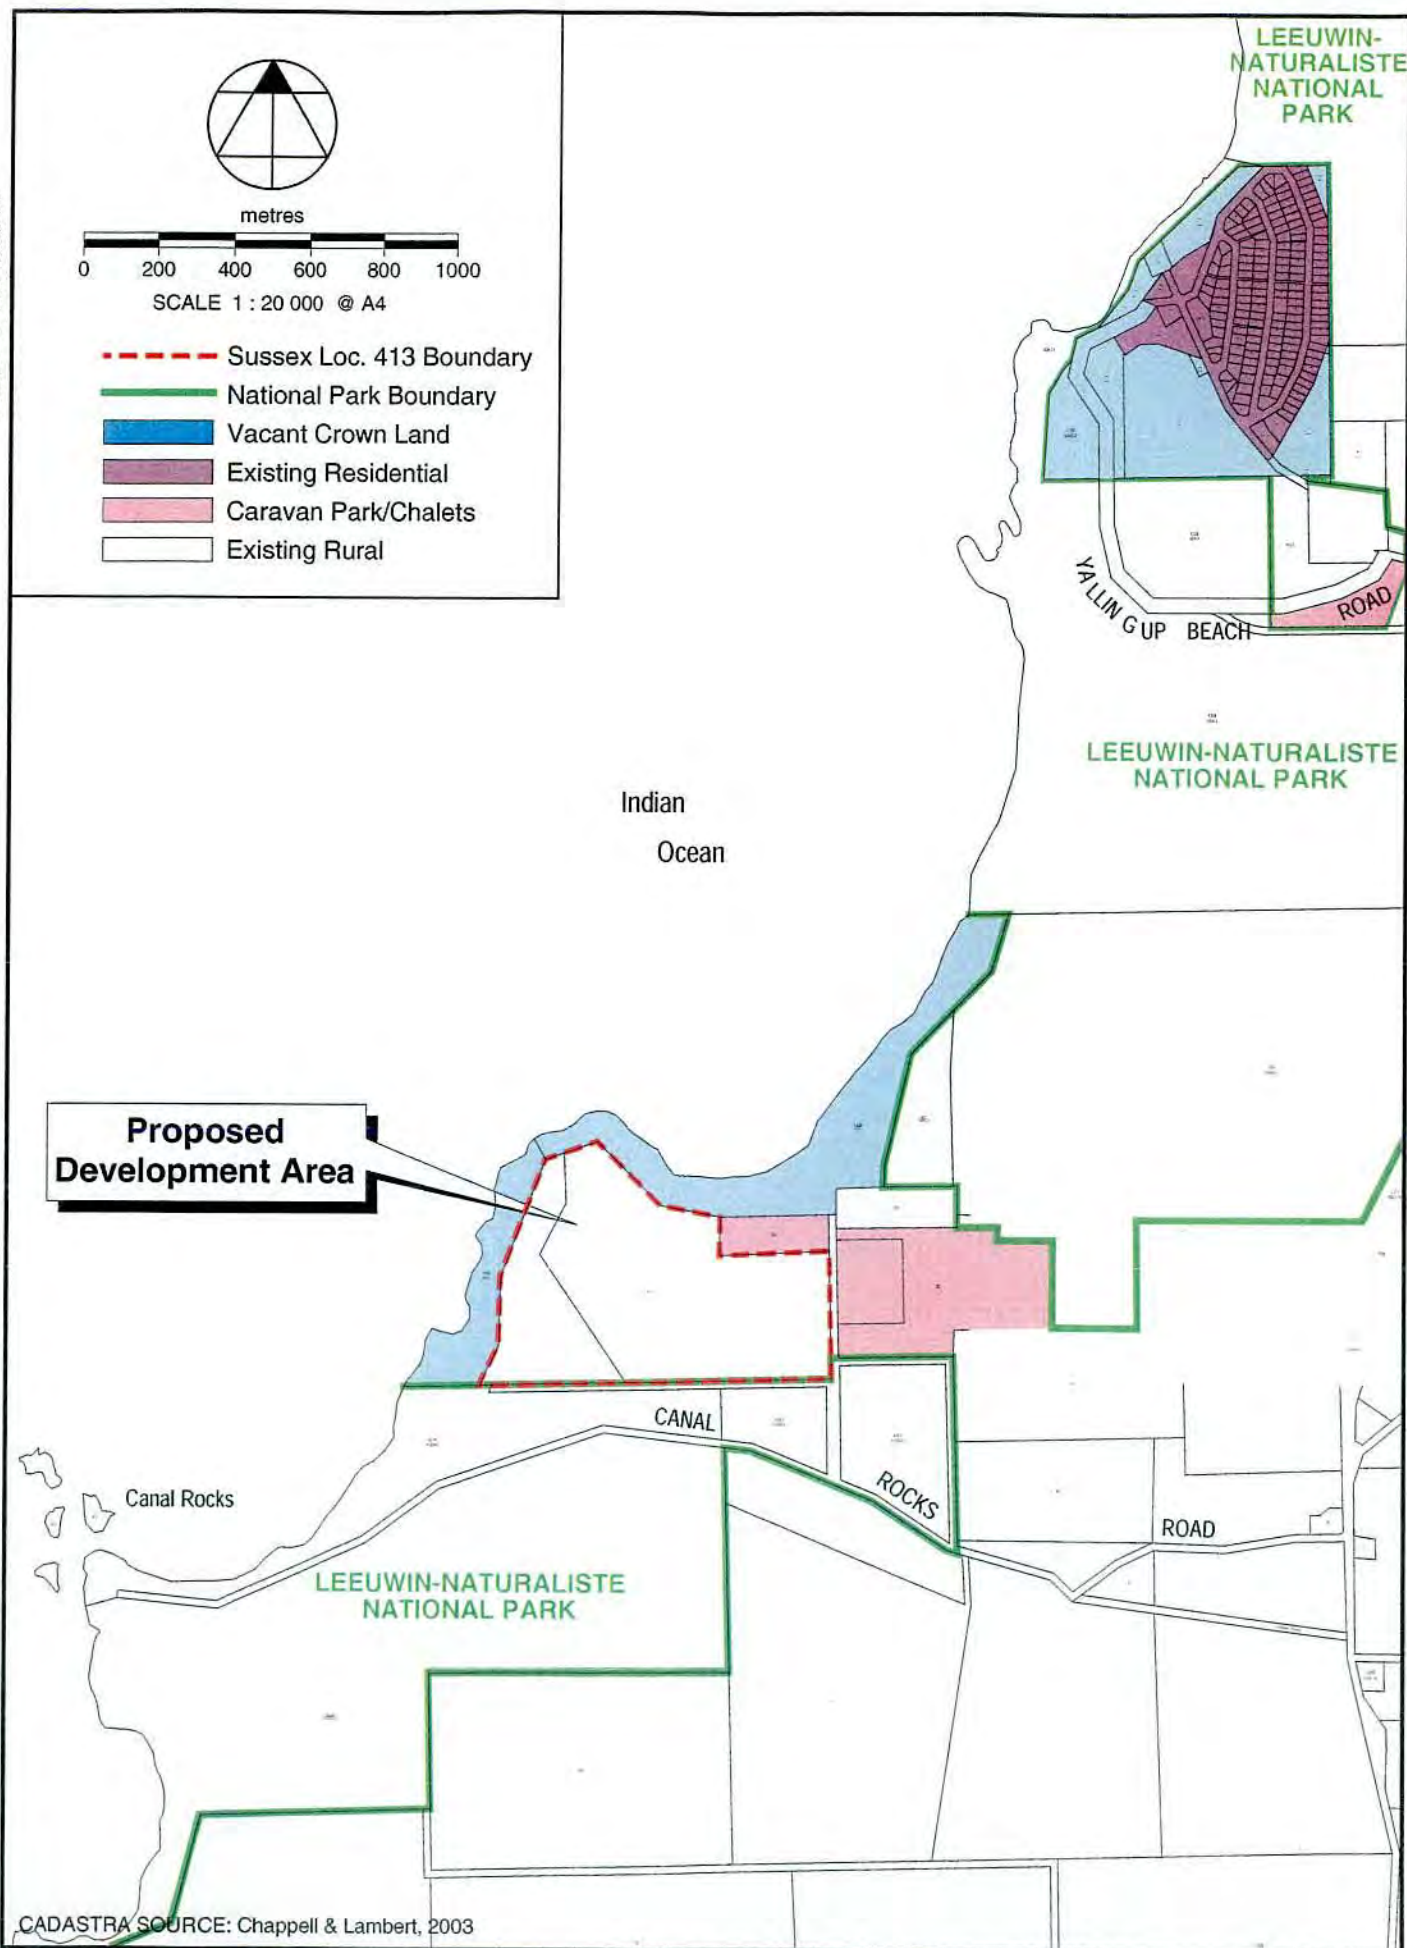 metres
0 200 400 600 800 1000
SCALE 1 : 20 000 @ A4
Sussex Loc. 413 Boundary
National Park Boundary
Vacant Crown Land
Existing Residential
Caravan Park/Chalets
Existing Rural
LEEUWIN-
NATURALISTE
NATIONAL
PARK
YALLINGUP BEACH ROAD
LEEUWIN-NATURALISTE
NATIONAL PARK
Indian
Ocean
Proposed
Development Area
CANAL
ROCKS
ROAD
Canal Rocks
LEEUWIN-NATURALISTE
NATIONAL PARK
CADASTRA SOURCE: Chappell & Lambert, 2003